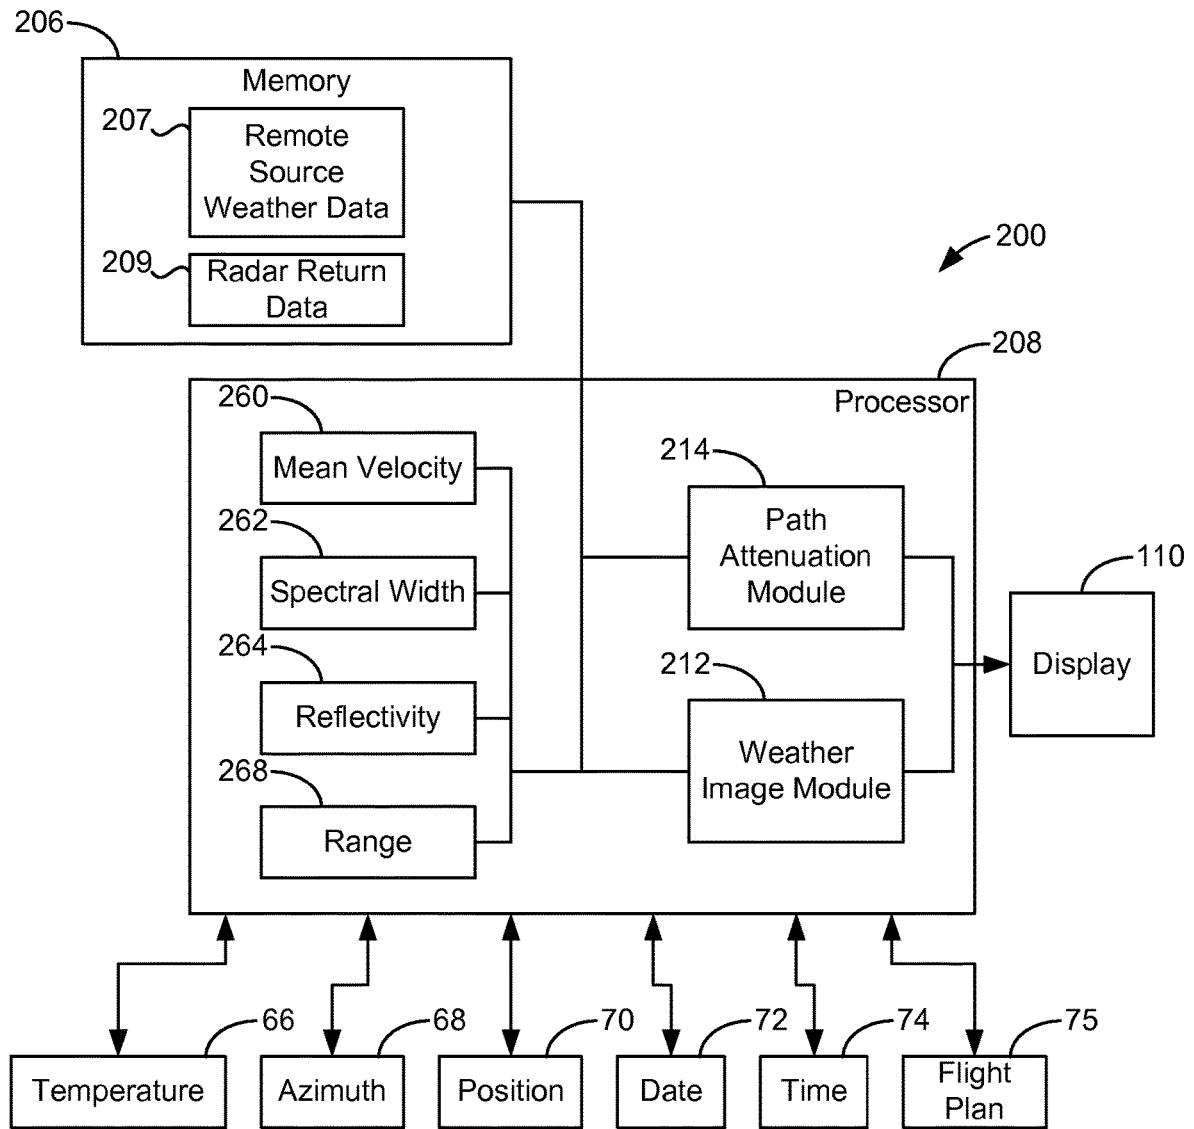 206
Memory
207
Remote
Source
Weather Data
209
Radar Return
Data
200
208
Processor
260
Mean Velocity
214
Path
Attenuation
Module
262
Spectral Width
110
Display
264
Reflectivity
212
Weather
Image Module
268
Range
66
Temperature
68
Azimuth
70
Position
72
Date
74
Time
75
Flight
Plan